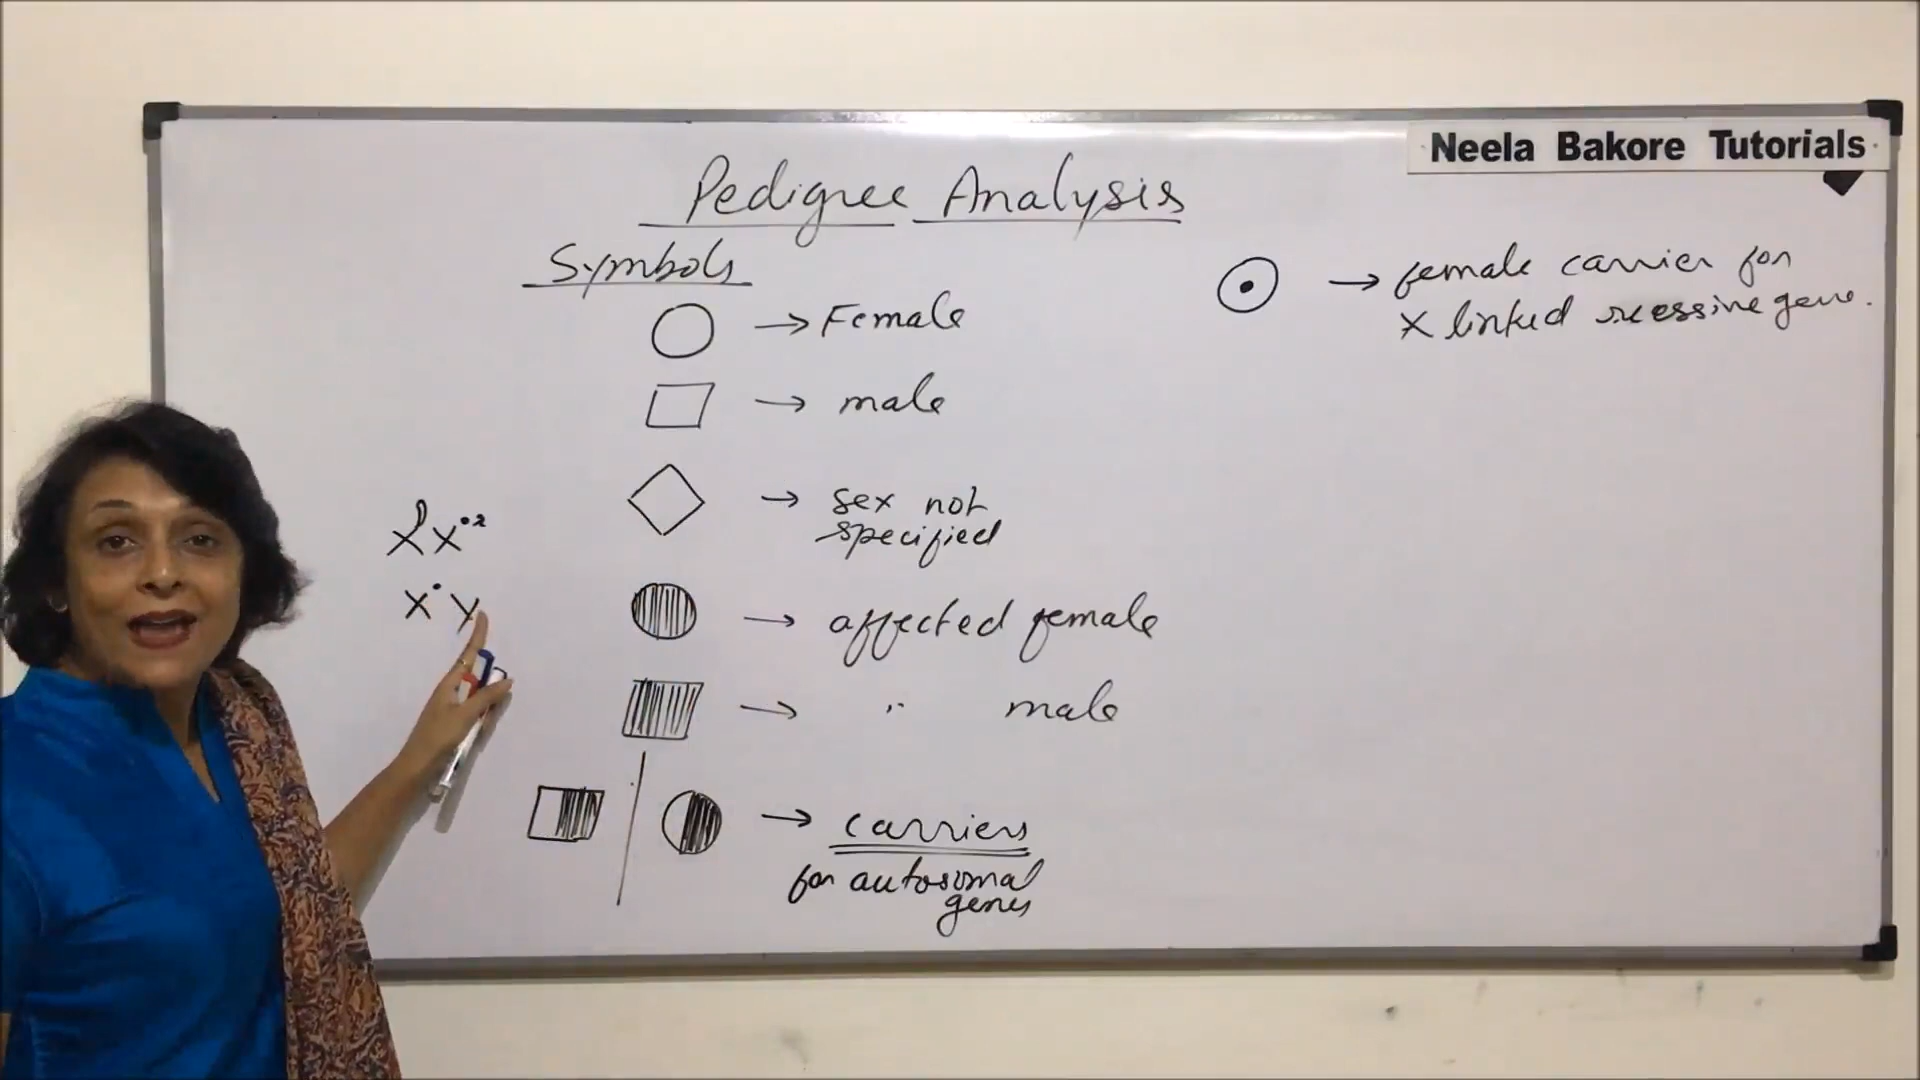 Neela Bakore Tutorials
Pedigree Analysis
Symbols
→ Female
→ male
→ sex not
specified
→ affected female
→ " male
→ carriers
for autosomal
genes
→ female carrier for
X linked recessive gene.
X X
X Y